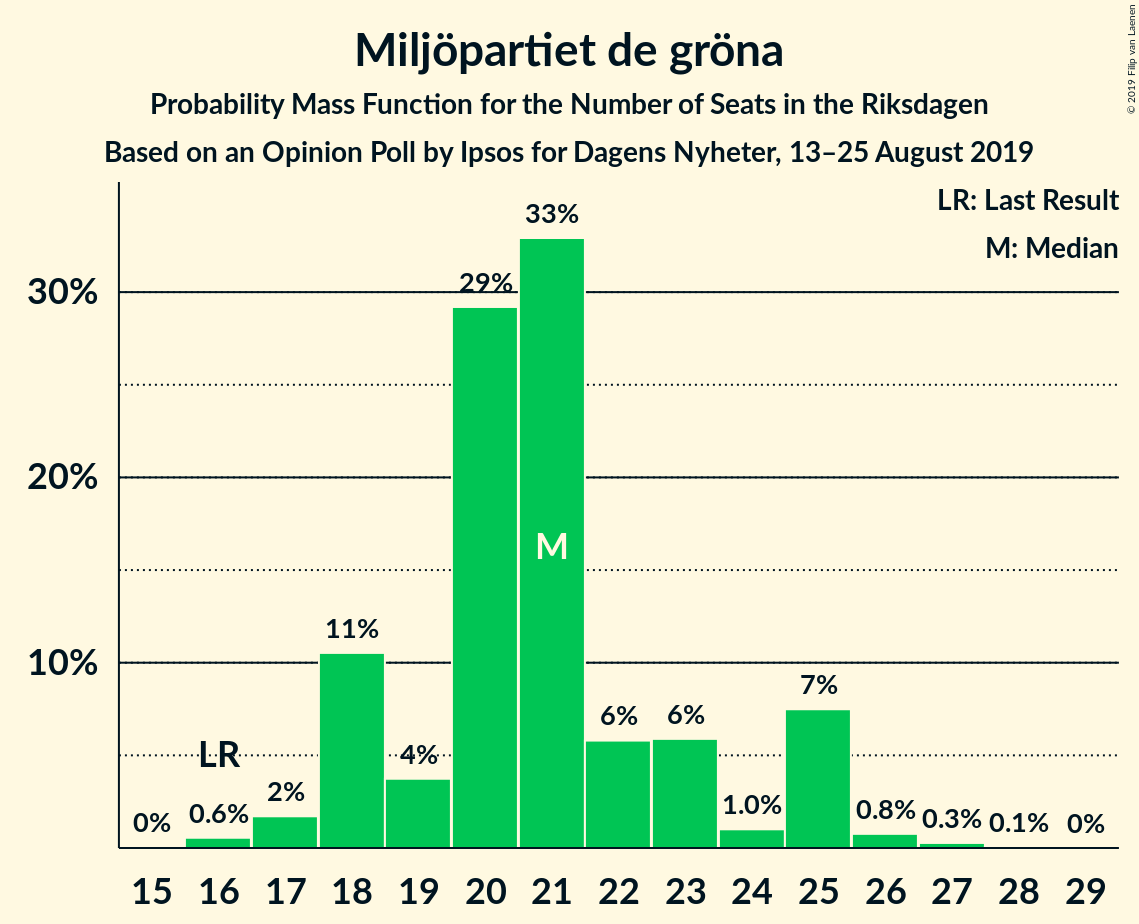 Miljöpartiet de gröna
Probability Mass Function for the Number of Seats in the Riksdagen
Based on an Opinion Poll by Ipsos for Dagens Nyheter, 13–25 August 2019
© 2019 Filip van Laenen
LR: Last Result
M: Median
33%
29%
30%
20%
M
11%
10%
7%
6%
6%
LR
4%
2%
0%
0.6%
1.0%
0.8%
0.3%
0.1%
0%
15 16 17 18 19 20 21 22 23 24 25 26 27 28 29